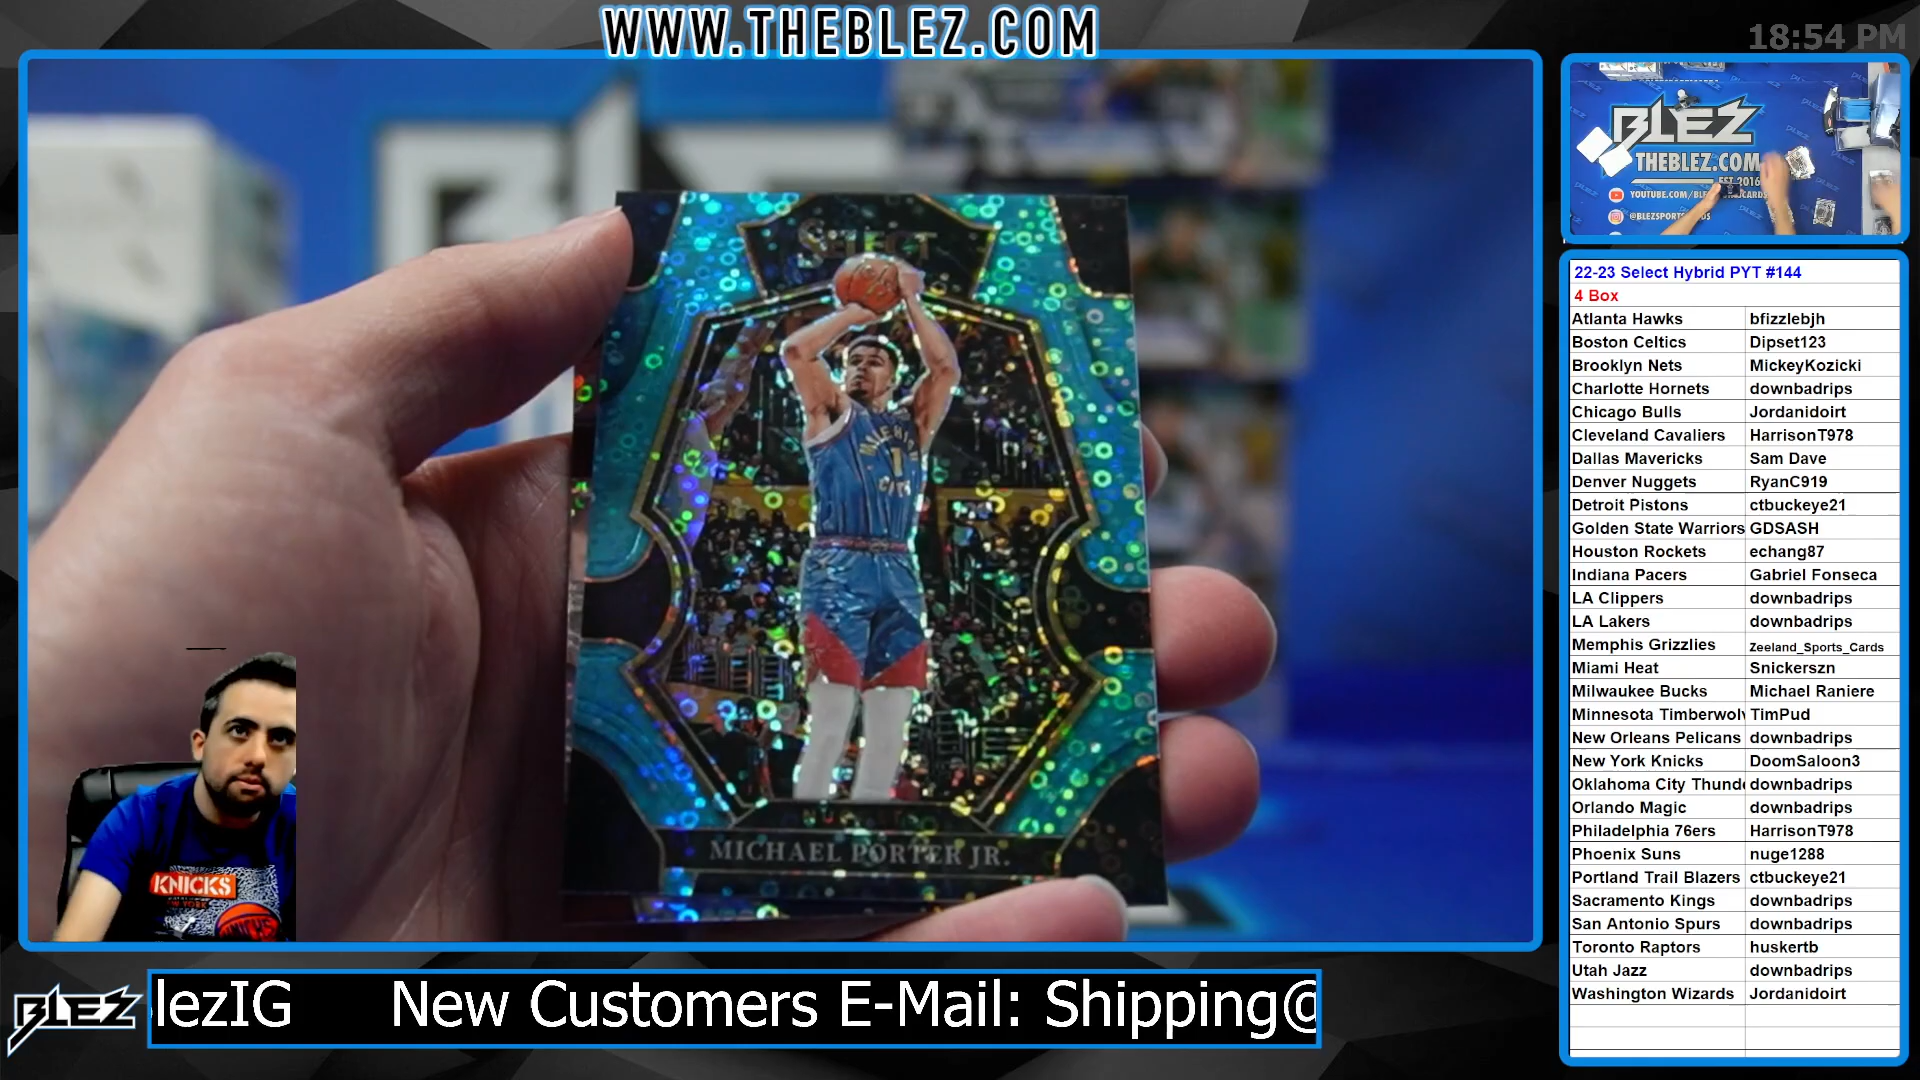 WWW.THEBLEZ.COM
18:54 PM
SELECT
MICHAEL PORTER JR.
BLEZ
THEBLEZ.COM
EST. 2016
KNICKS
NEW YORK
22-23 Select Hybrid PYT #144
4 Box
Atlanta Hawks bfizzlebjh
Boston Celtics Dipset123
Brooklyn Nets MickeyKozicki
Charlotte Hornets downbadrips
Chicago Bulls Jordanidoirt
Cleveland Cavaliers HarrisonT978
Dallas Mavericks Sam Dave
Denver Nuggets RyanC919
Detroit Pistons ctbuckeye21
Golden State Warriors GDSASH
Houston Rockets echang87
Indiana Pacers Gabriel Fonseca
LA Clippers downbadrips
LA Lakers downbadrips
Memphis Grizzlies Zeeland_Sports_Cards
Miami Heat Snickerszn
Milwaukee Bucks Michael Raniere
Minnesota Timberwolv TimPud
New Orleans Pelicans downbadrips
New York Knicks DoomSaloon3
Oklahoma City Thunde downbadrips
Orlando Magic downbadrips
Philadelphia 76ers HarrisonT978
Phoenix Suns nuge1288
Portland Trail Blazers ctbuckeye21
Sacramento Kings downbadrips
San Antonio Spurs downbadrips
Toronto Raptors huskertb
Utah Jazz downbadrips
Washington Wizards Jordanidoirt
BLEZ
lezIG New Customers E-Mail: Shipping@